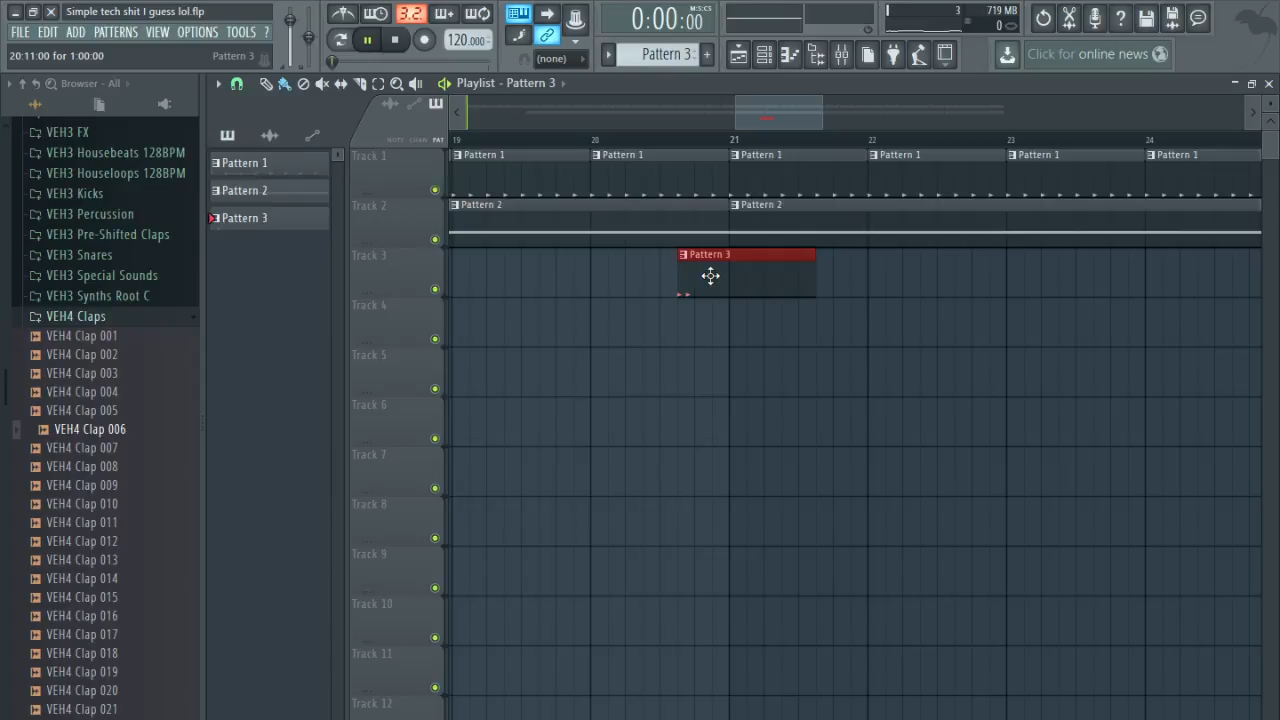 Simple tech shit I guess lol.flp
FILE EDIT ADD PATTERNS VIEW OPTIONS TOOLS ?
20:11:00 for 1:00:00 Pattern 3
3.2
120.000
0:00:00
M:S:CS
(none)
Pattern 3
3
719 MB
0
Click for online news
Browser - All
Playlist - Pattern 3
VEH3 FX
VEH3 Housebeats 128BPM
VEH3 Houseloops 128BPM
VEH3 Kicks
VEH3 Percussion
VEH3 Pre-Shifted Claps
VEH3 Snares
VEH3 Special Sounds
VEH3 Synths Root C
VEH4 Claps
VEH4 Clap 001
VEH4 Clap 002
VEH4 Clap 003
VEH4 Clap 004
VEH4 Clap 005
VEH4 Clap 006
VEH4 Clap 007
VEH4 Clap 008
VEH4 Clap 009
VEH4 Clap 010
VEH4 Clap 011
VEH4 Clap 012
VEH4 Clap 013
VEH4 Clap 014
VEH4 Clap 015
VEH4 Clap 016
VEH4 Clap 017
VEH4 Clap 018
VEH4 Clap 019
VEH4 Clap 020
VEH4 Clap 021
Pattern 1
Pattern 2
Pattern 3
NOTE CHAN PAT
19 20 21 22 23 24
Track 1
Pattern 1 Pattern 1 Pattern 1 Pattern 1 Pattern 1 Pattern 1
Track 2
Pattern 2 Pattern 2
Track 3
Pattern 3
Track 4
Track 5
Track 6
Track 7
Track 8
Track 9
Track 10
Track 11
Track 12